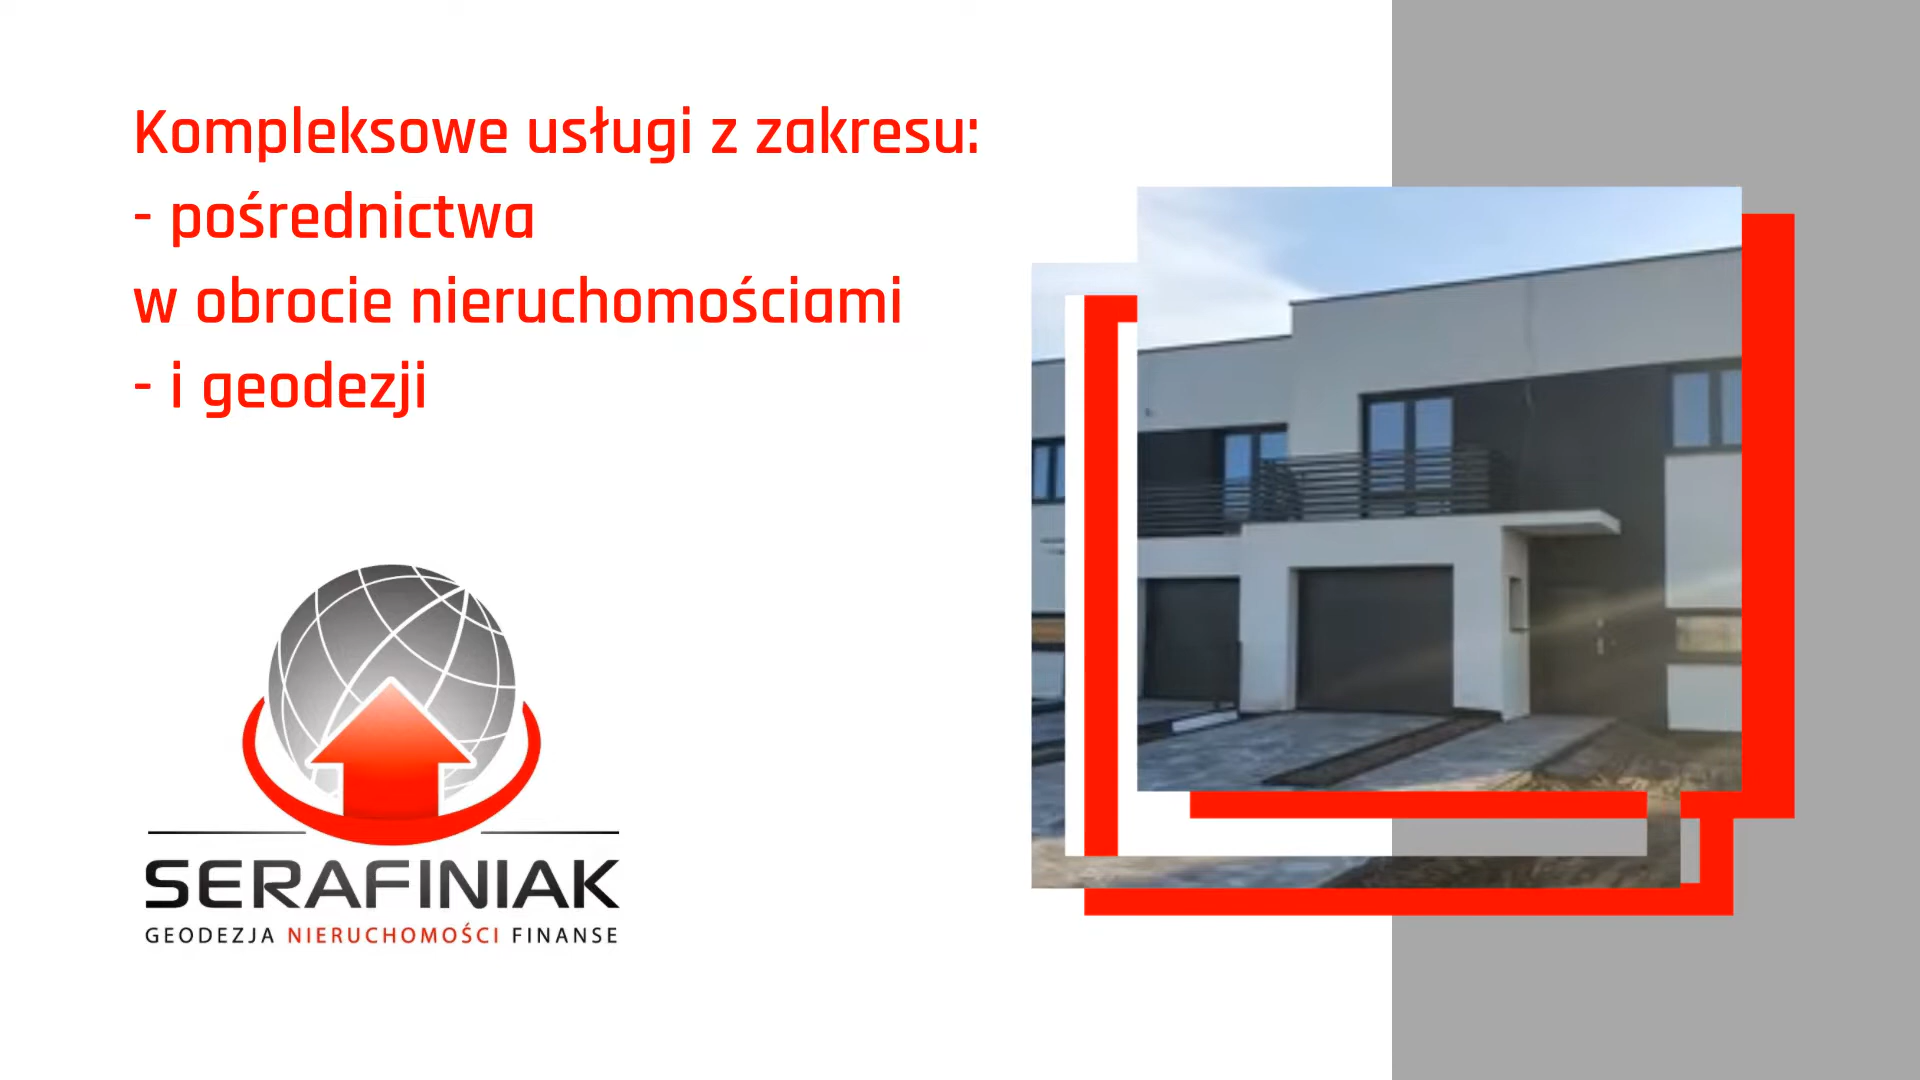 Kompleksowe usługi z zakresu:
- pośrednictwa
w obrocie nieruchomościami
- i geodezji
SERAFINIAK
GEODEZJA NIERUCHOMOŚCI FINANSE